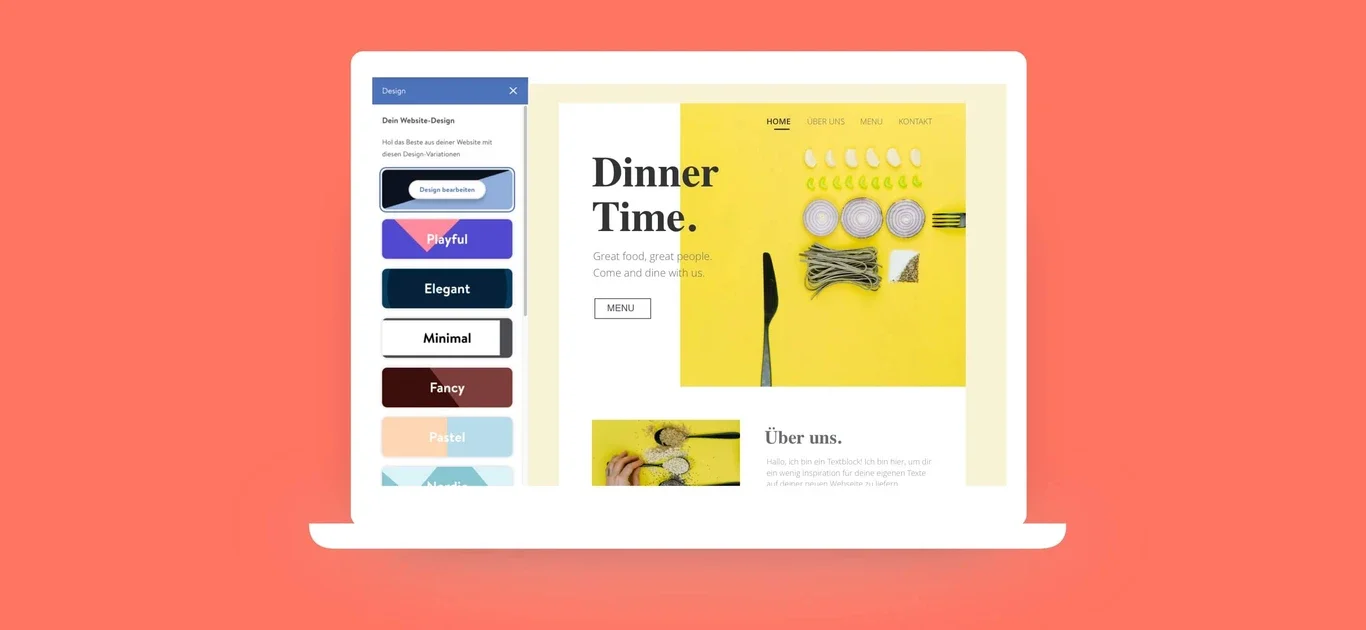 Design
Dein Website-Design
Hol das Beste aus deiner Website mit
diesen Design-Variationen
Design bearbeiten
Playful
Elegant
Minimal
Fancy
Pastel
Nordic
HOME ÜBER UNS MENU KONTAKT
Dinner
Time.
Great food, great people.
Come and dine with us.
MENU
Über uns.
Hallo, ich bin ein Textblock! Ich bin hier, um dir
ein wenig Inspiration für deine eigenen Texte
auf deiner neuen Webseite zu liefern.